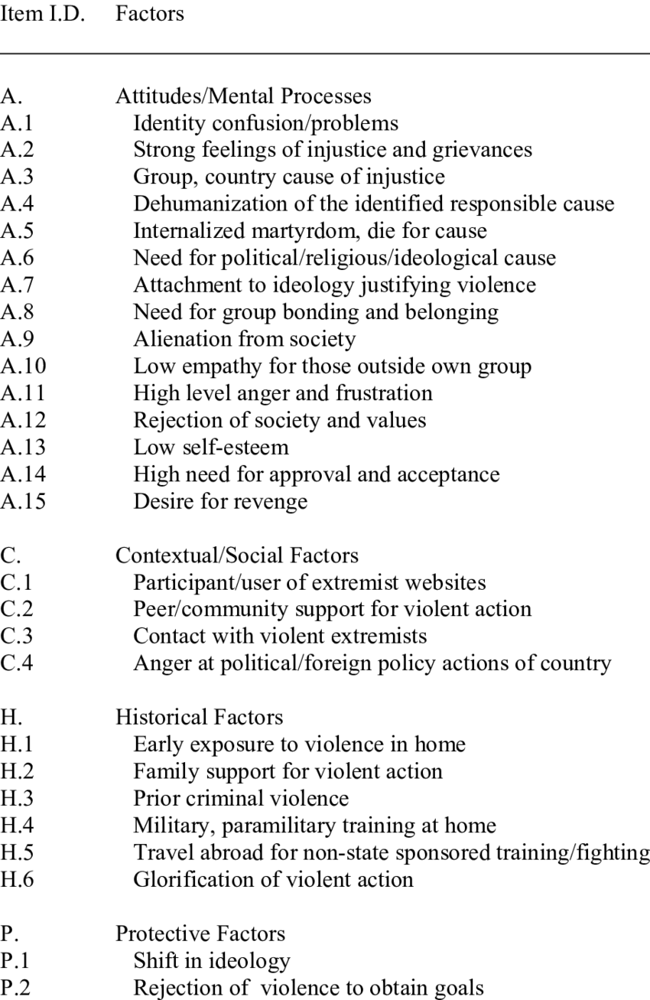 Item I.D. Factors
A. Attitudes/Mental Processes
A.1 Identity confusion/problems
A.2 Strong feelings of injustice and grievances
A.3 Group, country cause of injustice
A.4 Dehumanization of the identified responsible cause
A.5 Internalized martyrdom, die for cause
A.6 Need for political/religious/ideological cause
A.7 Attachment to ideology justifying violence
A.8 Need for group bonding and belonging
A.9 Alienation from society
A.10 Low empathy for those outside own group
A.11 High level anger and frustration
A.12 Rejection of society and values
A.13 Low self-esteem
A.14 High need for approval and acceptance
A.15 Desire for revenge
C. Contextual/Social Factors
C.1 Participant/user of extremist websites
C.2 Peer/community support for violent action
C.3 Contact with violent extremists
C.4 Anger at political/foreign policy actions of country
H. Historical Factors
H.1 Early exposure to violence in home
H.2 Family support for violent action
H.3 Prior criminal violence
H.4 Military, paramilitary training at home
H.5 Travel abroad for non-state sponsored training/fighting
H.6 Glorification of violent action
P. Protective Factors
P.1 Shift in ideology
P.2 Rejection of violence to obtain goals